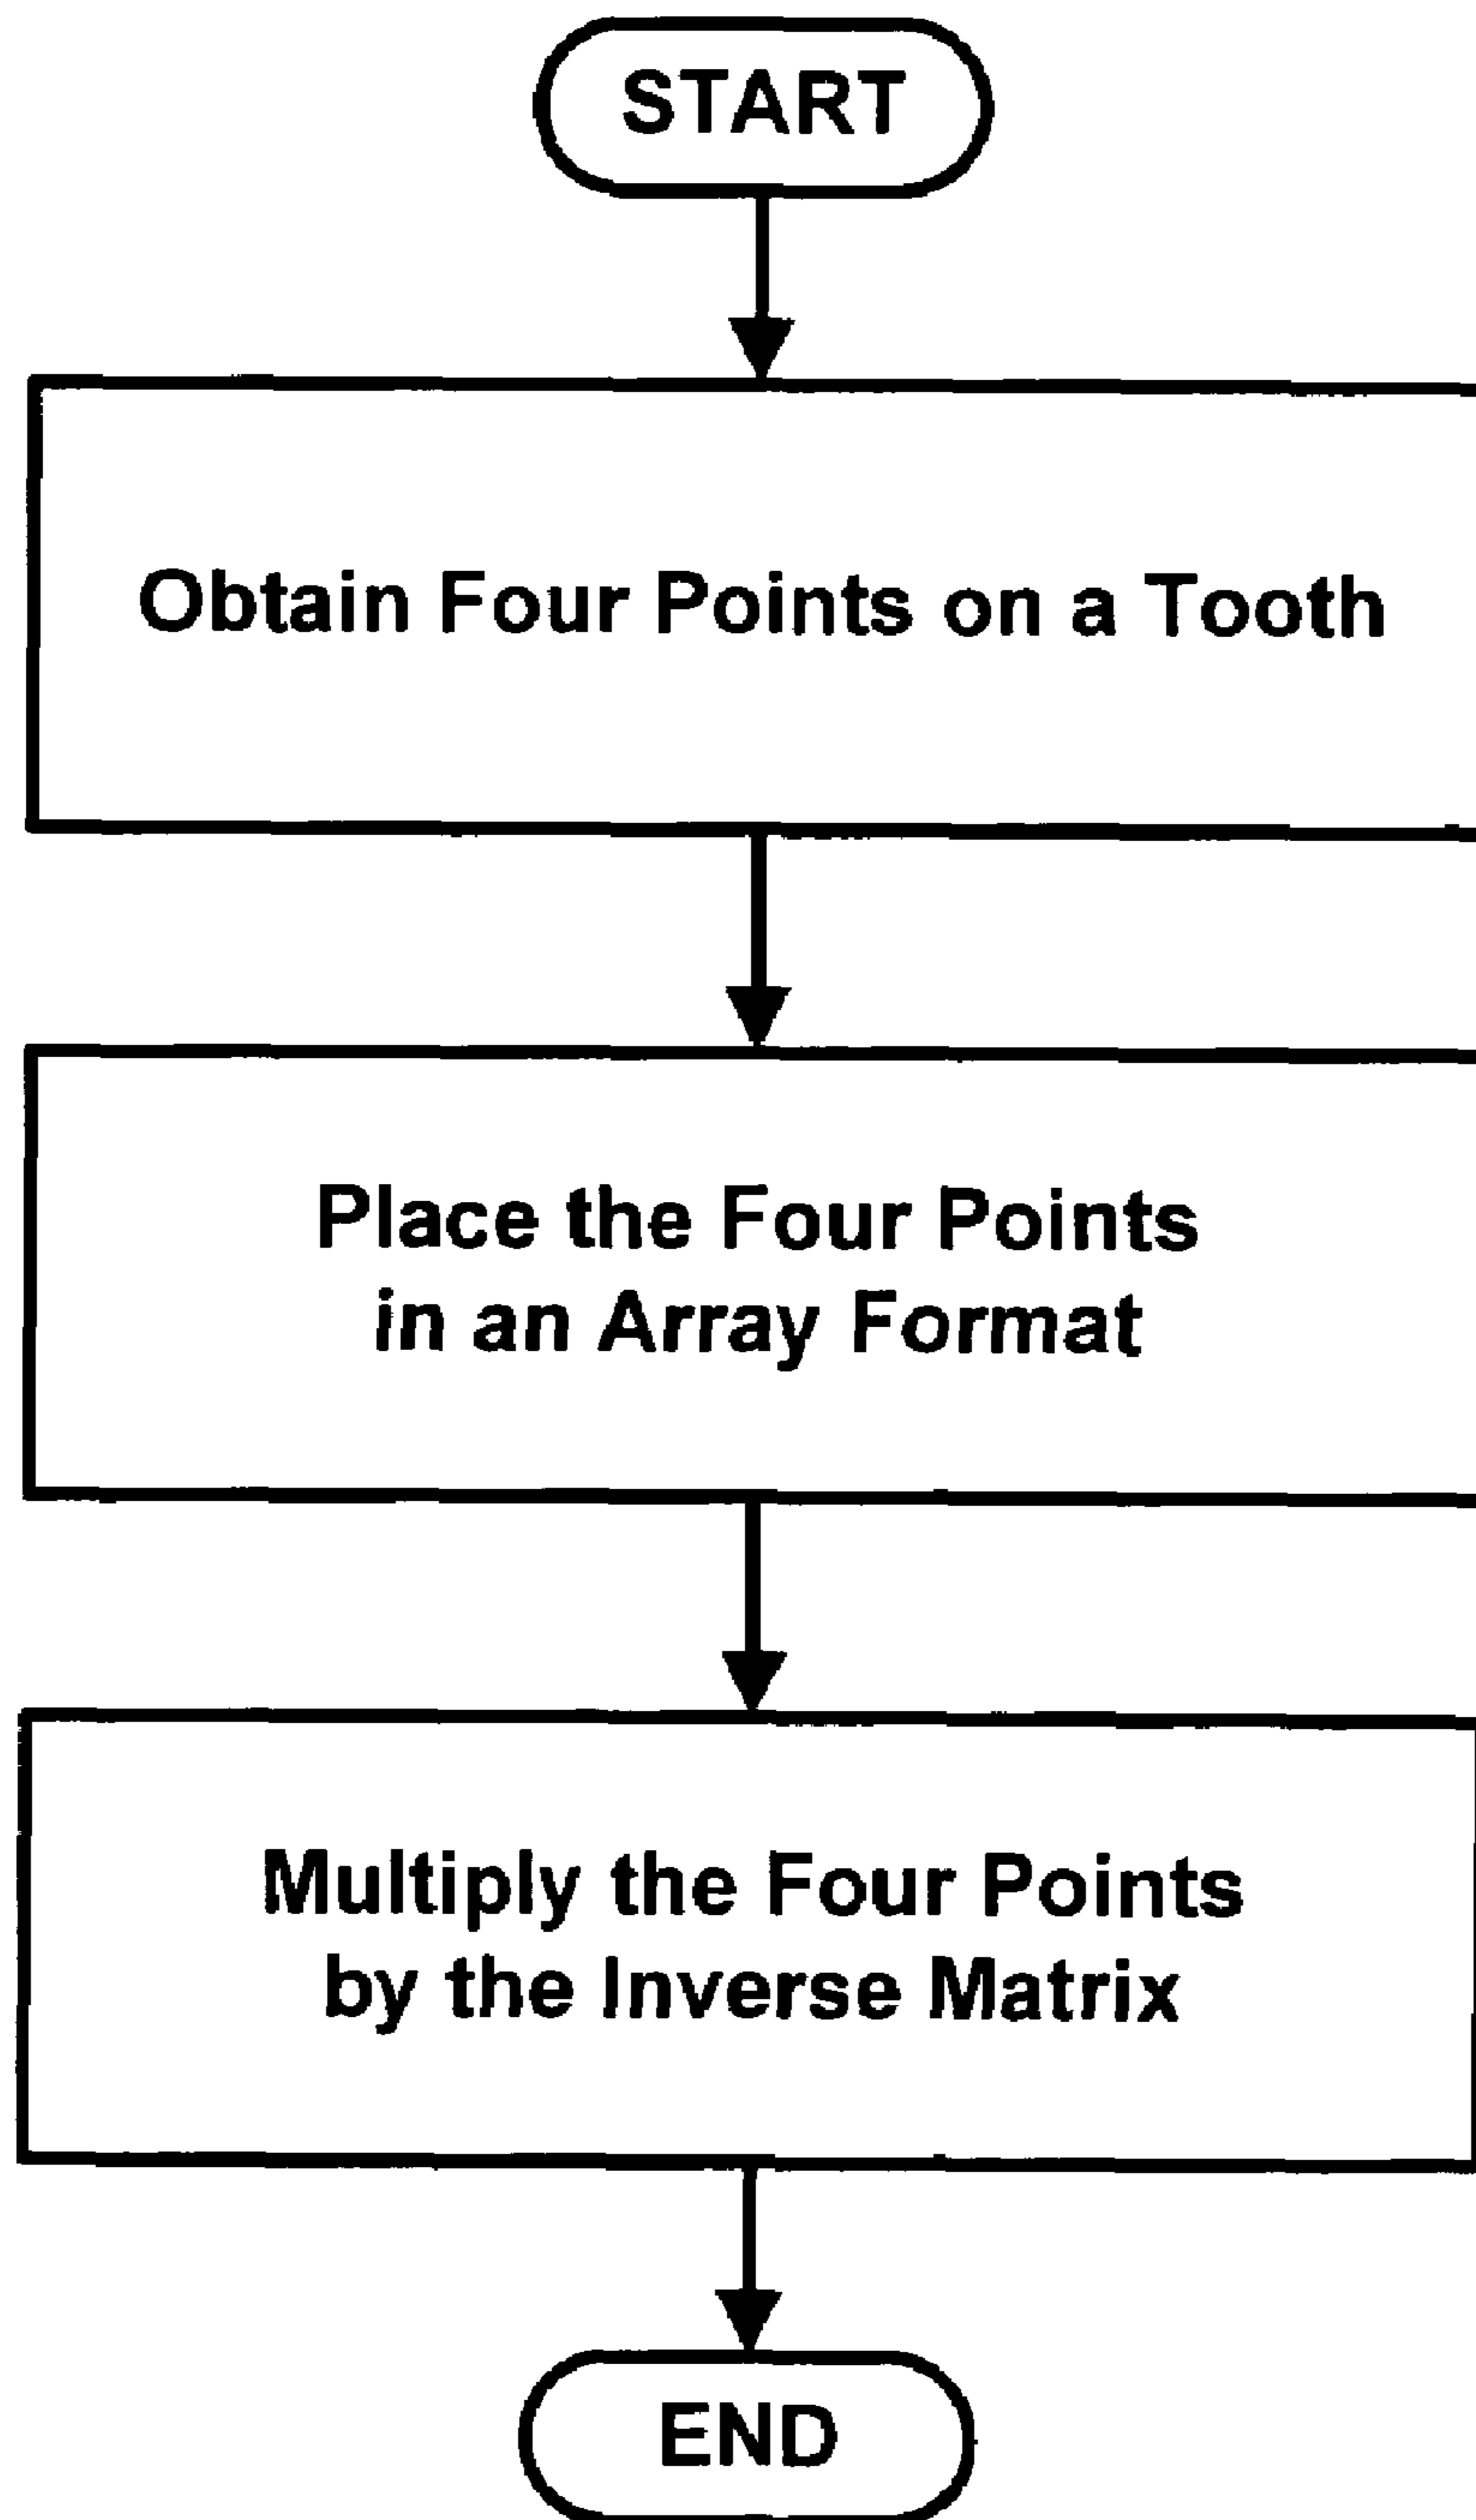 START
Obtain Four Points on a Tooth
Place the Four Points
in an Array Format
Multiply the Four Points
by the Inverse Matrix
END